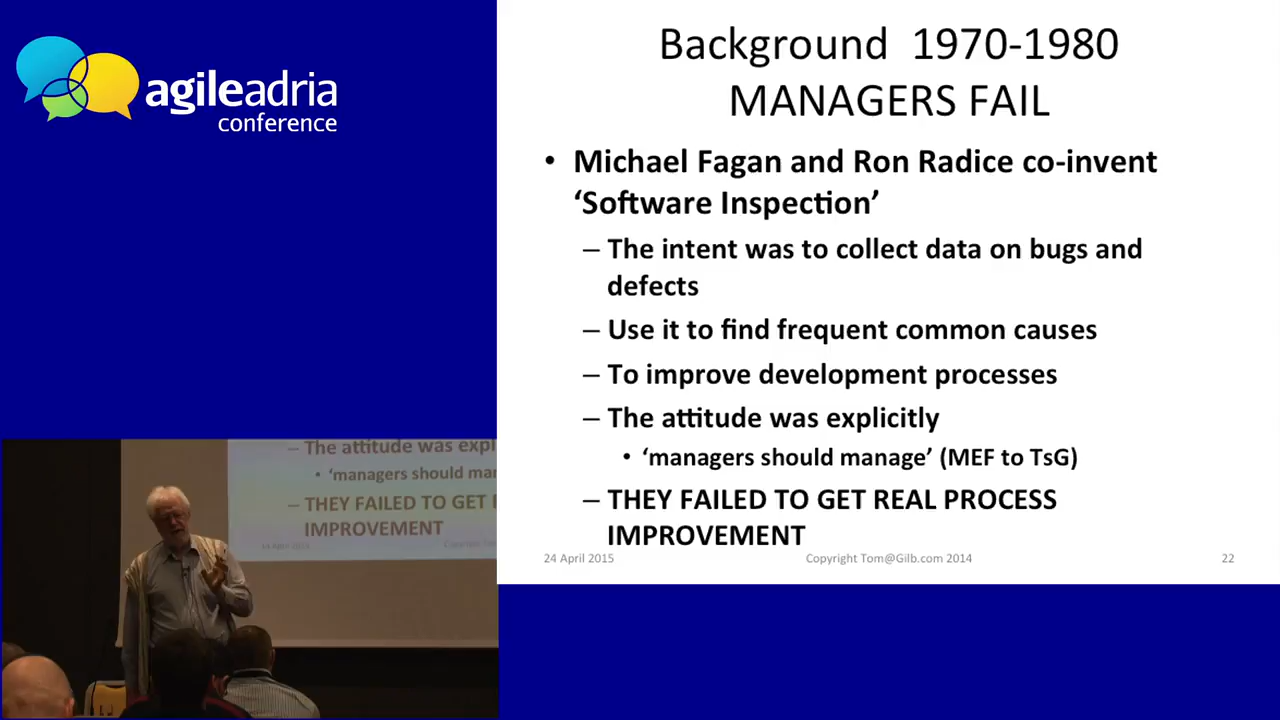 agileadria
conference
Background 1970-1980
MANAGERS FAIL
• Michael Fagan and Ron Radice co-invent
‘Software Inspection’
– The intent was to collect data on bugs and
defects
– Use it to find frequent common causes
– To improve development processes
– The attitude was explicitly
• ‘managers should manage’ (MEF to TsG)
– THEY FAILED TO GET REAL PROCESS
IMPROVEMENT
24 April 2015
Copyright Tom@Gilb.com 2014
22
– The attitude was expl
• ‘managers should ma
– THEY FAILED TO GET
IMPROVEMENT